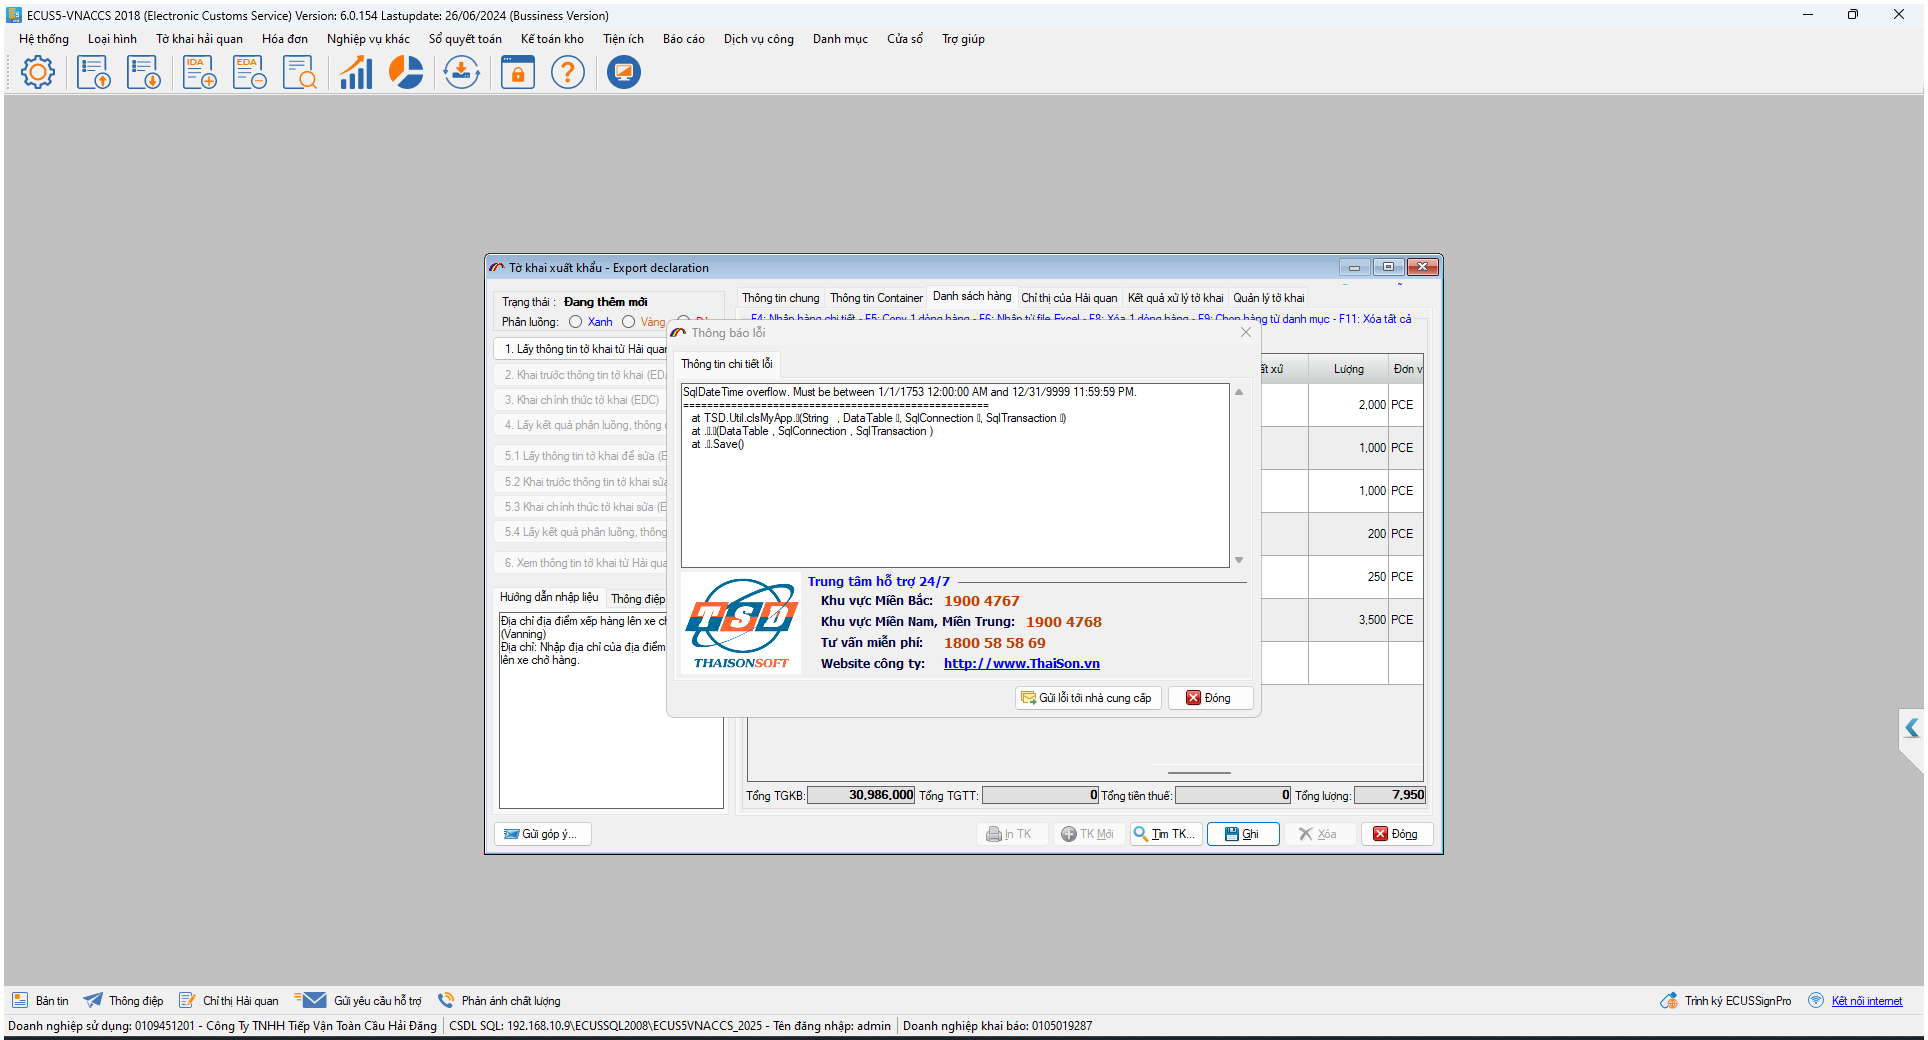 ECUS5-VNACCS 2018 (Electronic Customs Service) Version: 6.0.154 Lastupdate: 26/06/2024 (Bussiness Version)
Hệ thống Loại hình Tờ khai hải quan Hóa đơn Nghiệp vụ khác Sổ quyết toán Kế toán kho Tiện ích Báo cáo Dịch vụ công Danh mục Cửa sổ Trợ giúp
IDA EDA
Tờ khai xuất khẩu - Export declaration
Trạng thái : Đang thêm mới
Phân luồng: Xanh Vàng
Thông tin chung Thông tin Container Danh sách hàng Chỉ thị của Hải quan Kết quả xử lý tờ khai Quản lý tờ khai
F4: Nhập hàng chi tiết - F5: Copy 1 dòng hàng - F6: Nhập từ file Excel - F8: Xóa 1 dòng hàng - F9: Chọn hàng từ danh mục - F11: Xóa tất cả
1. Lấy thông tin tờ khai từ Hải quan
2. Khai trước thông tin tờ khai (ED
3. Khai chính thức tờ khai (EDC)
4. Lấy kết quả phân luồng, thông
5.1 Lấy thông tin tờ khai để sửa (E
5.2 Khai trước thông tin tờ khai sửa
5.3 Khai chính thức tờ khai sửa (E
5.4 Lấy kết quả phân luồng, thông
6. Xem thông tin tờ khai từ Hải qua
Hướng dẫn nhập liệu Thông điệp
Địa chỉ địa điểm xếp hàng lên xe ch
(Vanning)
Địa chỉ: Nhập địa chỉ của địa điểm
lên xe chở hàng.
Thông báo lỗi
Thông tin chi tiết lỗi
SqlDateTime overflow. Must be between 1/1/1753 12:00:00 AM and 12/31/9999 11:59:59 PM.
==================================================
at TSD.Util.clsMyApp.▯(String , DataTable ▯, SqlConnection ▯, SqlTransaction ▯)
at .▯.▯(DataTable , SqlConnection , SqlTransaction )
at .▯.Save()
TSD
THAISONSOFT
Trung tâm hỗ trợ 24/7
Khu vực Miền Bắc: 1900 4767
Khu vực Miền Nam, Miền Trung: 1900 4768
Tư vấn miễn phí: 1800 58 58 69
Website công ty: http://www.ThaiSon.vn
Gửi lỗi tới nhà cung cấp Đóng
ất xứ Lượng Đơn v
2,000 PCE
1,000 PCE
1,000 PCE
200 PCE
250 PCE
3,500 PCE
Tổng TGKB: 30,986,000 Tổng TGTT: 0 Tổng tiền thuế: 0 Tổng lượng: 7,950
Gửi góp ý... In TK TK Mới Tìm TK... Ghi Xóa Đóng
Bản tin Thông điệp Chỉ thị Hải quan Gửi yêu cầu hỗ trợ Phản ánh chất lượng Trình ký ECUSSignPro Kết nối internet
Doanh nghiệp sử dụng: 0109451201 - Công Ty TNHH Tiếp Vận Toàn Cầu Hải Đăng CSDL SQL: 192.168.10.9\ECUSSQL2008\ECUS5VNACCS_2025 - Tên đăng nhập: admin Doanh nghiệp khai báo: 0105019287